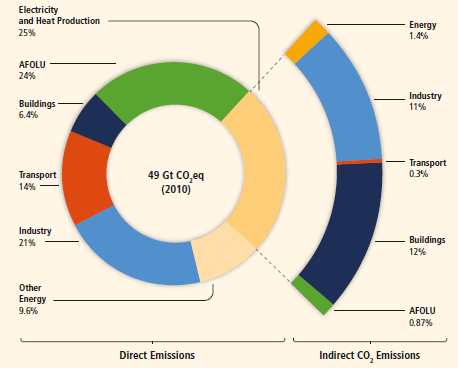 Electricity
and Heat Production
25%
AFOLU
24%
Buildings
6.4%
Transport
14%
Industry
21%
Other
Energy
9.6%
49 Gt CO₂eq
(2010)
Energy
1.4%
Industry
11%
Transport
0.3%
Buildings
12%
AFOLU
0.87%
Direct Emissions
Indirect CO₂ Emissions